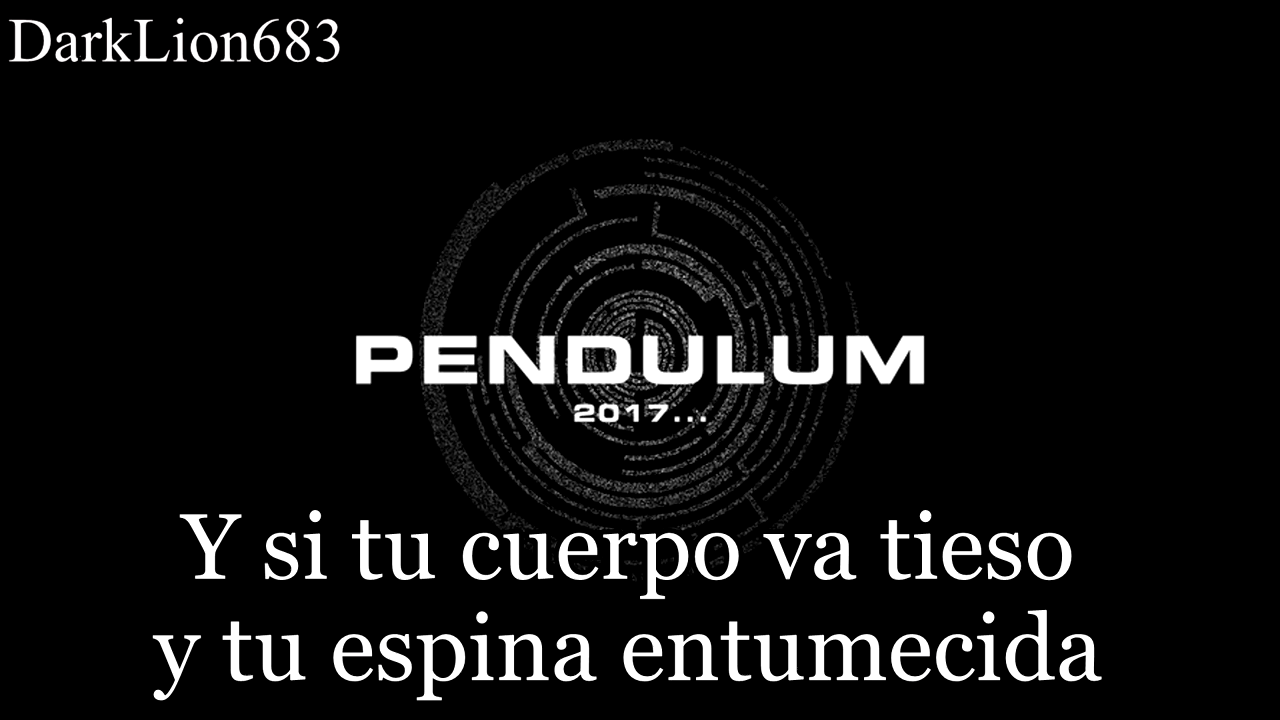 DarkLion683
PENDULUM
2017...
Y si tu cuerpo va tieso
y tu espina entumecida